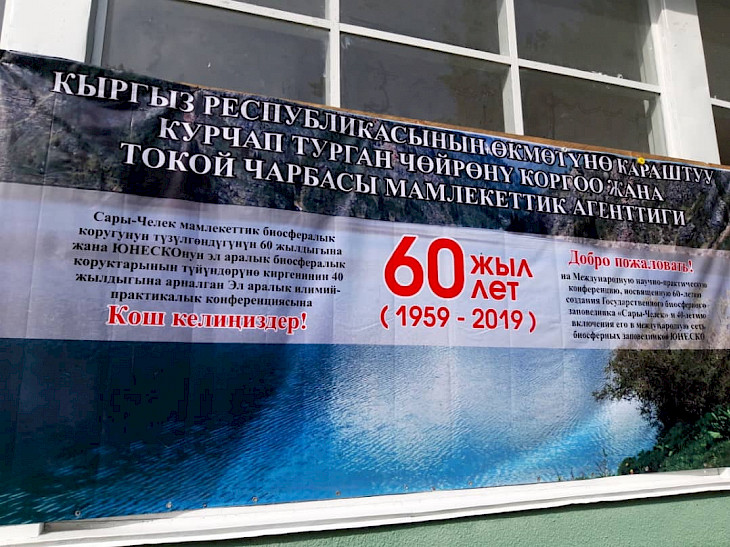 КЫРГЫЗ РЕСПУБЛИКАСЫНЫН ӨКМӨТҮНӨ КАРАШТУУ
КУРЧАП ТУРГАН ЧӨЙРӨНҮ КОРГОО ЖАНА
ТОКОЙ ЧАРБАСЫ МАМЛЕКЕТТИК АГЕНТТИГИ
Сары-Челек мамлекеттик биосфералык
коругунун түзүлгөндүгүнүн 60 жылдыгына
жана ЮНЕСКОнун эл аралык биосфералык
коруктарынын түйүндөрүнө киргенинин 40
жылдыгына арналган Эл аралык илимий-
практикалык конференциясына
Кош келиңиздер!
60 жыл
лет
( 1959 - 2019 )
Добро пожаловать!
на Международную научно-практическую
конференцию, посвященную 60-летию
создания Государственного биосферного
заповедника «Сары-Челек» и 40-летию
включения его в международную сеть
биосферных заповедников ЮНЕСКО